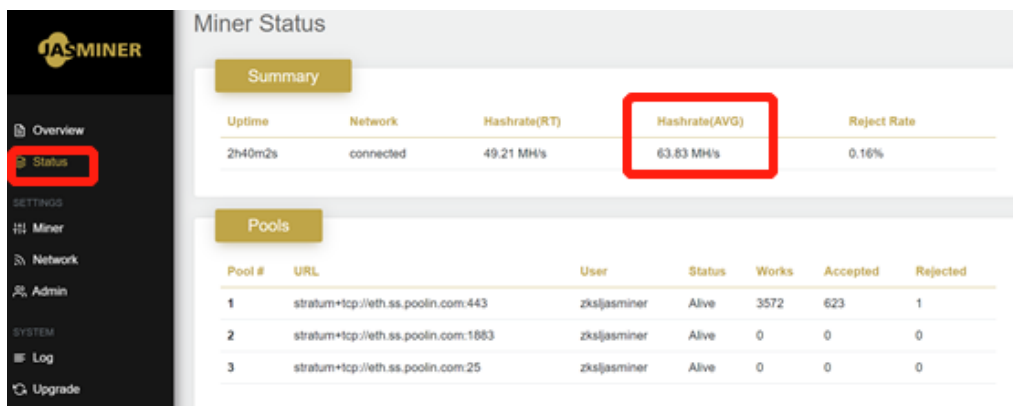 JASMINER
Overview
Status
SETTINGS
Miner
Network
Admin
SYSTEM
Log
Upgrade
Miner Status
Summary
Uptime Network Hashrate(RT) Hashrate(AVG) Reject Rate
2h40m2s connected 49.21 MH/s 63.83 MH/s 0.16%
Pools
Pool # URL User Status Works Accepted Rejected
1 stratum+tcp://eth.ss.poolin.com:443 zksljasminer Alive 3572 623 1
2 stratum+tcp://eth.ss.poolin.com:1883 zksljasminer Alive 0 0 0
3 stratum+tcp://eth.ss.poolin.com:25 zksljasminer Alive 0 0 0